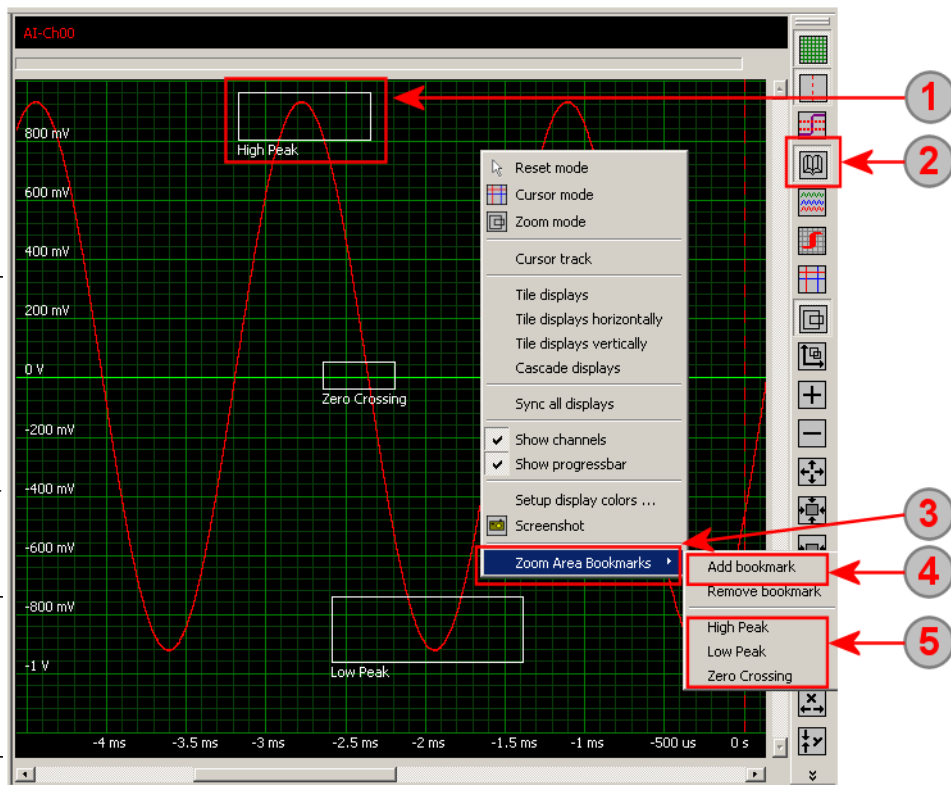 AI-Ch00
1
2
800 mV
High Peak
Reset mode
Cursor mode
600 mV
Zoom mode
400 mV
Cursor track
Tile displays
200 mV
Tile displays horizontally
Tile displays vertically
0 V
Cascade displays
Zero Crossing
Sync all displays
-200 mV
Show channels
Show progressbar
-400 mV
Setup display colors ...
3
Screenshot
-600 mV
Zoom Area Bookmarks
Add bookmark
4
Remove bookmark
-800 mV
High Peak
5
Low Peak
-1 V
Low Peak
Zero Crossing
-4 ms
-3.5 ms
-3 ms
-2.5 ms
-2 ms
-1.5 ms
-1 ms
-500 us
0 s